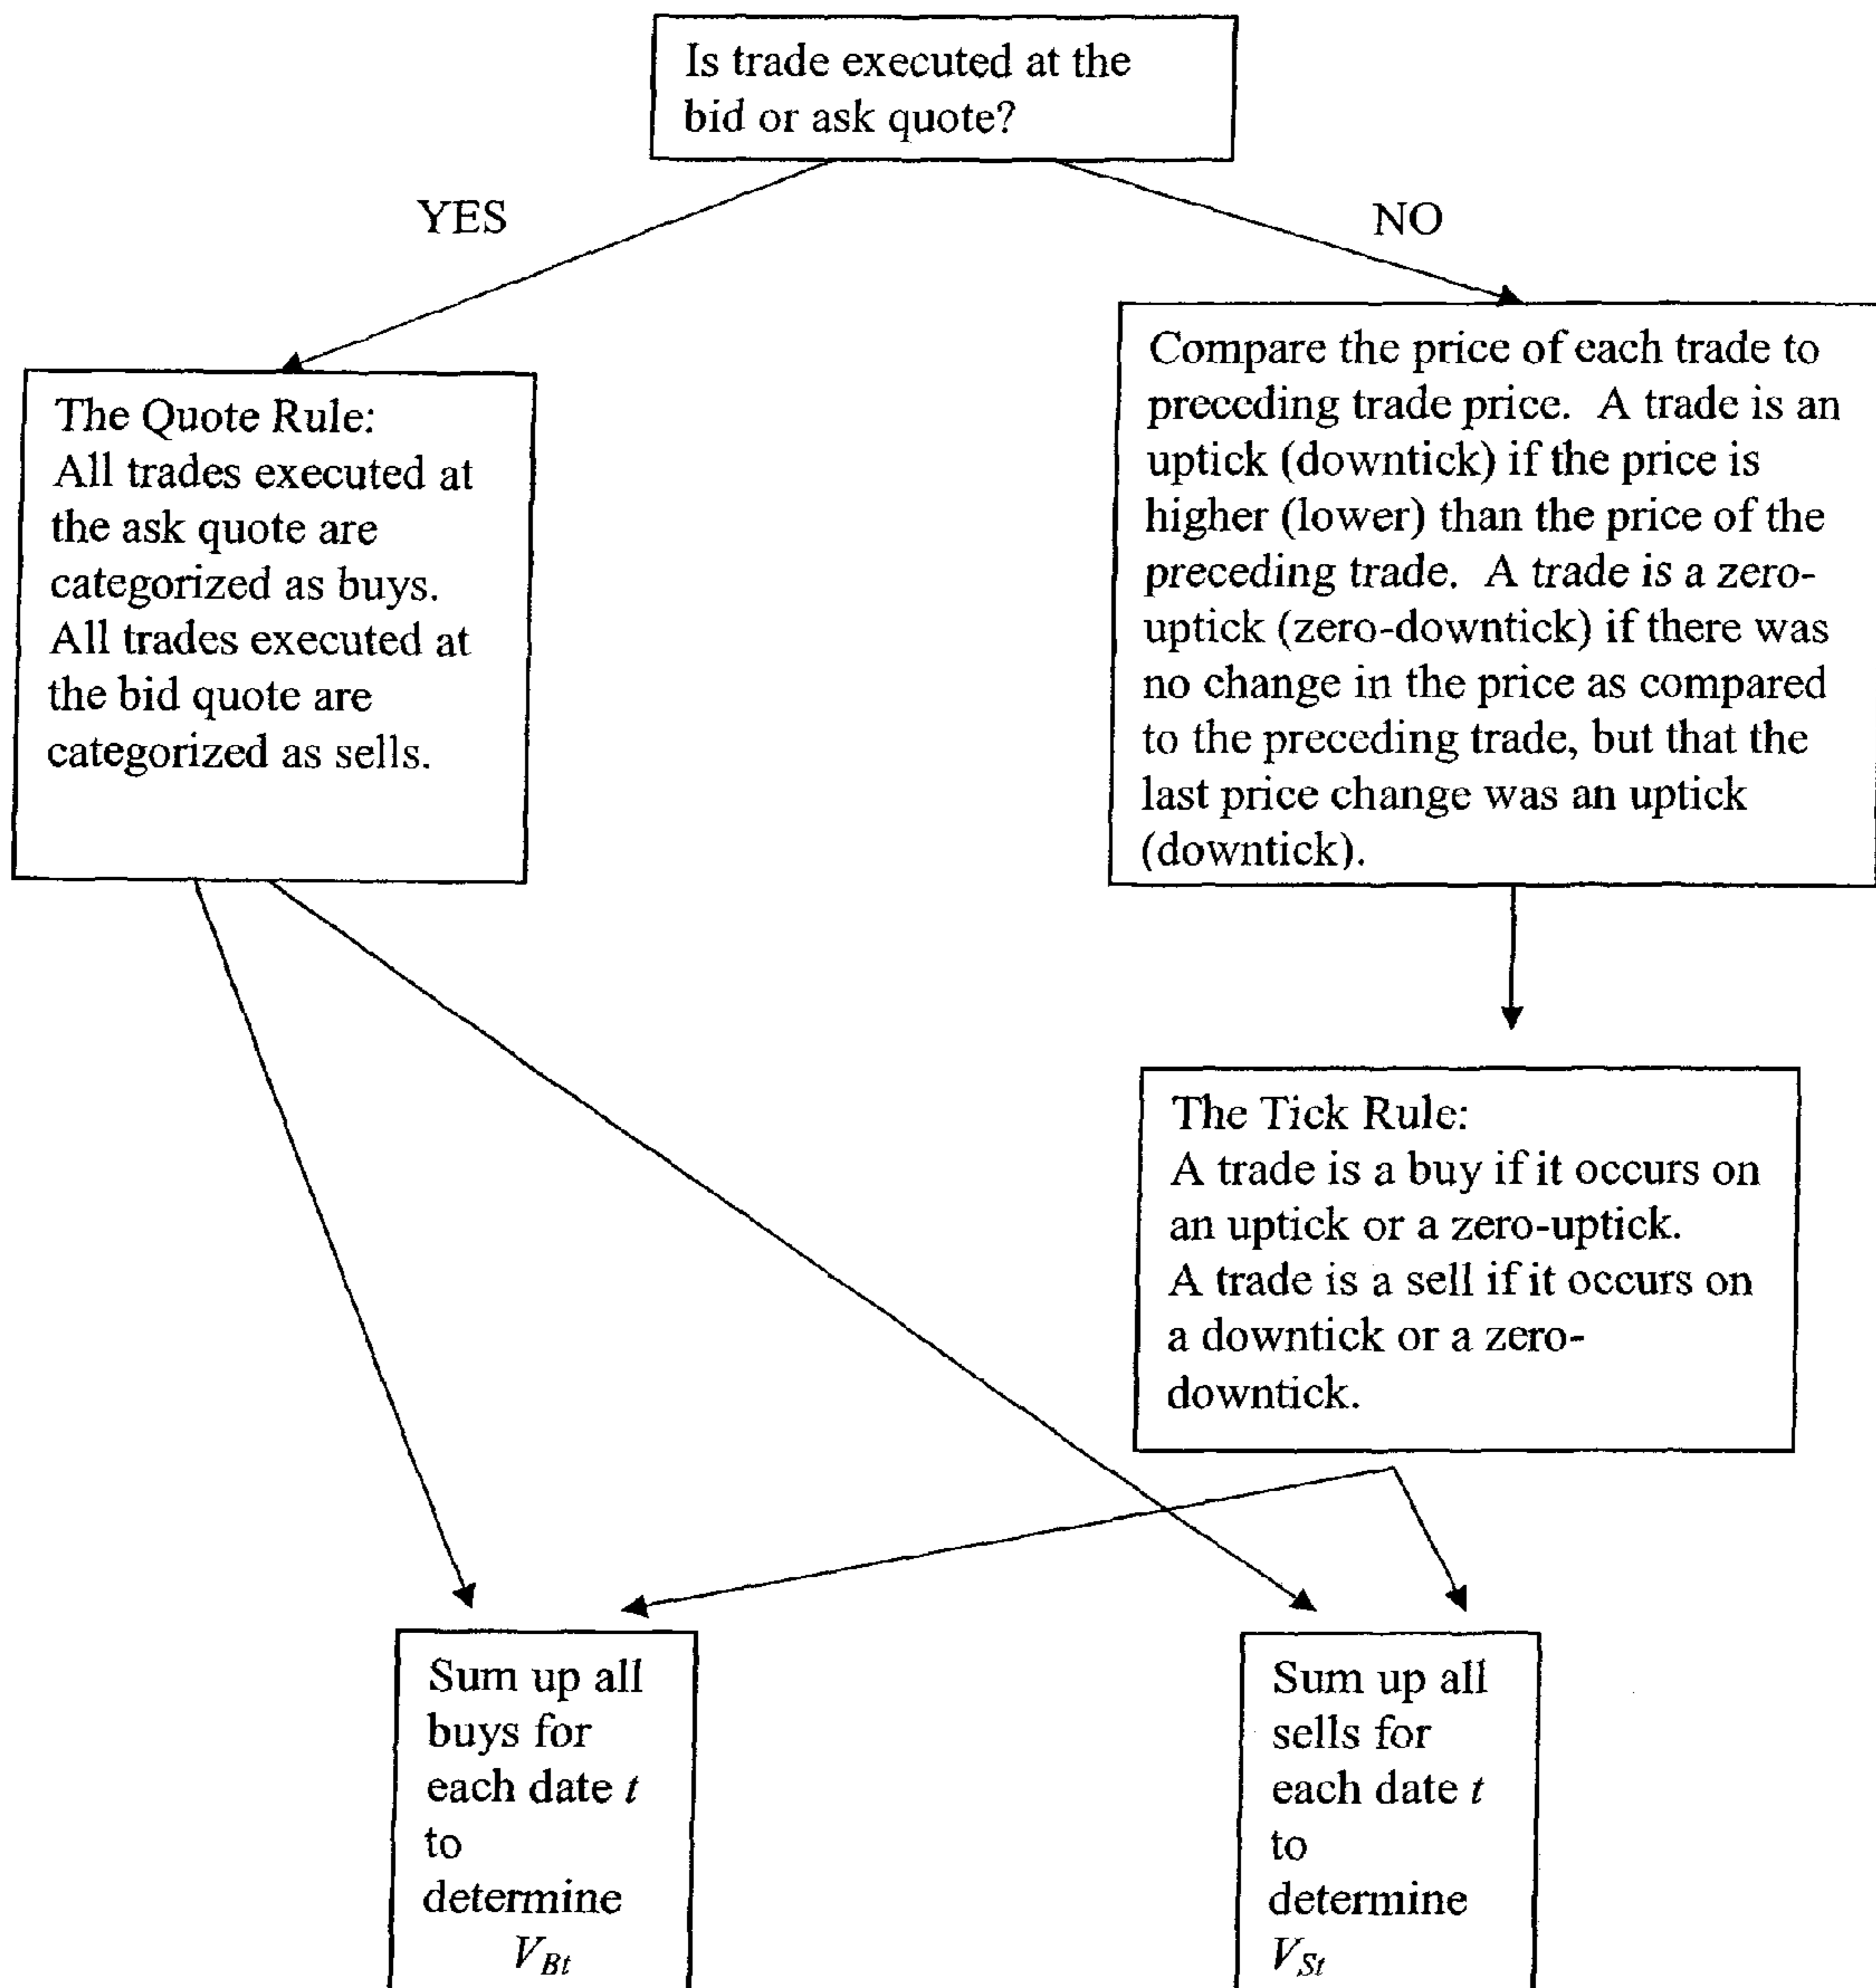 Is trade executed at the
bid or ask quote?
YES
NO
The Quote Rule:
All trades executed at
the ask quote are
categorized as buys.
All trades executed at
the bid quote are
categorized as sells.
Compare the price of each trade to
preceding trade price. A trade is an
uptick (downtick) if the price is
higher (lower) than the price of the
preceding trade. A trade is a zero-
uptick (zero-downtick) if there was
no change in the price as compared
to the preceding trade, but that the
last price change was an uptick
(downtick).
The Tick Rule:
A trade is a buy if it occurs on
an uptick or a zero-uptick.
A trade is a sell if it occurs on
a downtick or a zero-
downtick.
Sum up all
buys for
each date t
to
determine
V_{Bt}
Sum up all
sells for
each date t
to
determine
V_{St}